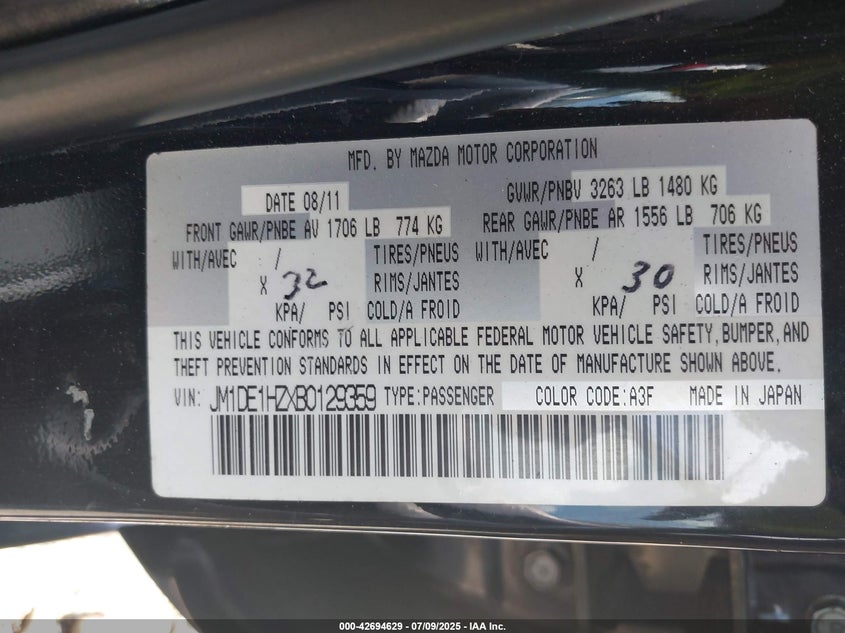 MFD. BY MAZDA MOTOR CORPORATION
DATE 08/11 GVWR/PNBV 3263 LB 1480 KG
FRONT GAWR/PNBE AV 1706 LB 774 KG REAR GAWR/PNBE AR 1556 LB 706 KG
WITH/AVEC / TIRES/PNEUS WITH/AVEC / TIRES/PNEUS
X 32 RIMS/JANTES X 30 RIMS/JANTES
KPA/ PSI COLD/A FROID KPA/ PSI COLD/A FROID
THIS VEHICLE CONFORMS TO ALL APPLICABLE FEDERAL MOTOR VEHICLE SAFETY, BUMPER, AND
THEFT PREVENTION STANDARDS IN EFFECT ON THE DATE OF MANUFACTURE SHOWN ABOVE.
VIN: JM1DE1HZXB0129359 TYPE:PASSENGER COLOR CODE:A3F MADE IN JAPAN
000-42694629 - 07/09/2025 - IAA Inc.